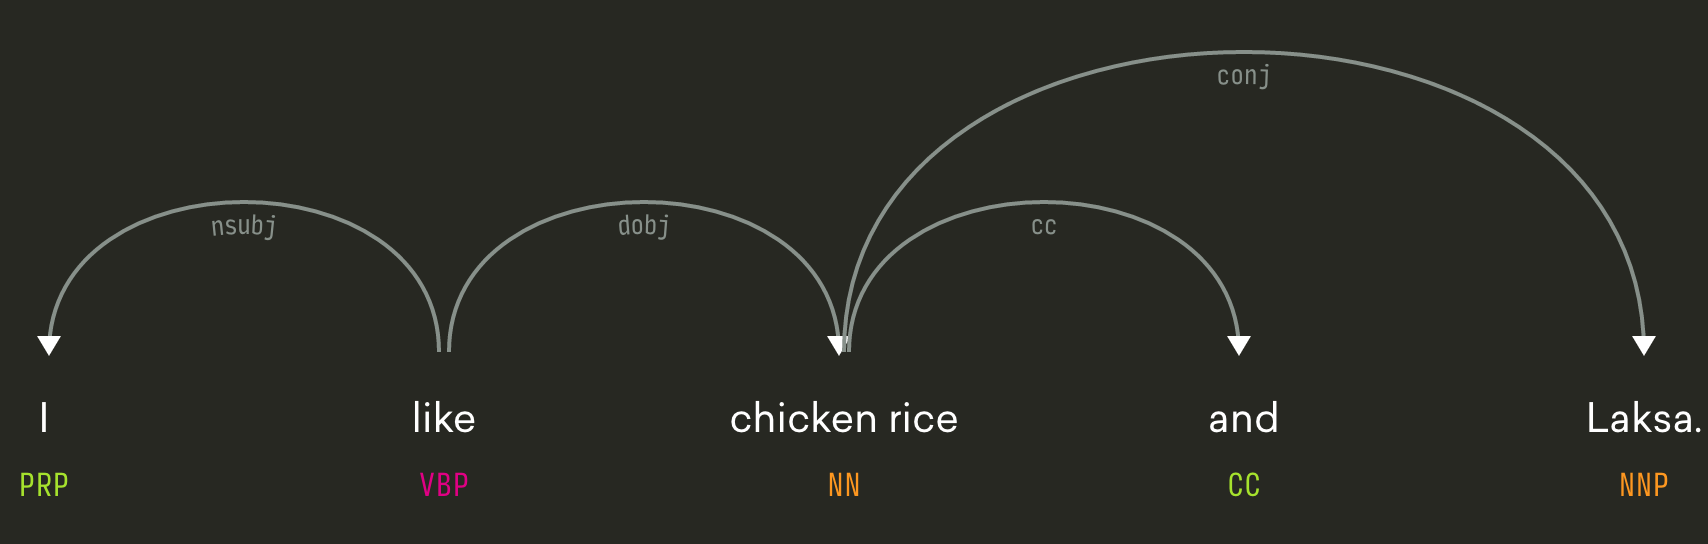 conj
nsubj dobj cc
I like chicken rice and Laksa.
PRP VBP NN CC NNP